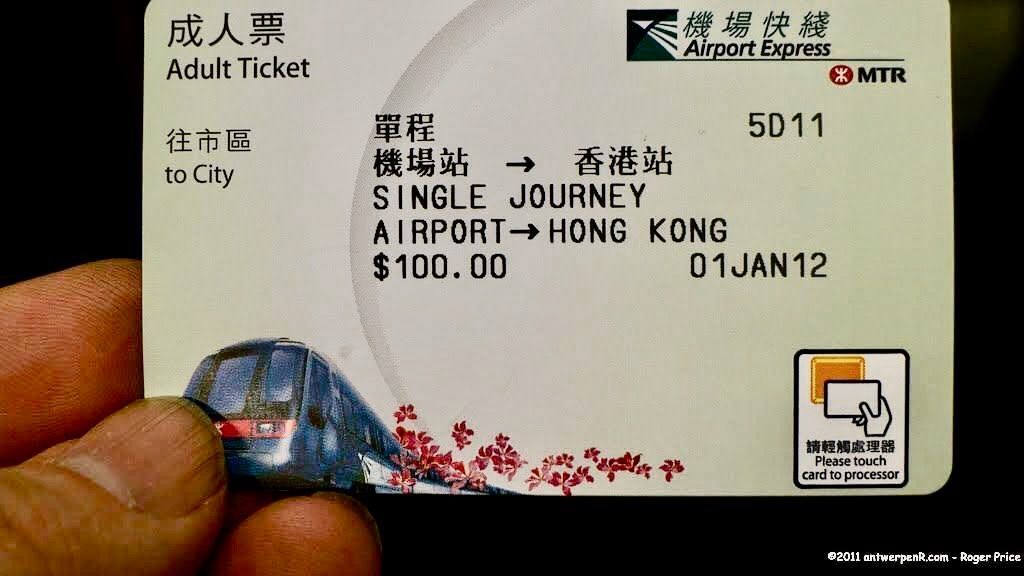 成人票
Adult Ticket
機場快綫
Airport Express
MTR
往市區
to City
單程 5D11
機場站 → 香港站
SINGLE JOURNEY
AIRPORT→HONG KONG
$100.00 01JAN12
請輕觸處理器
Please touch
card to processor
©2011 antwerpenR.com - Roger Price